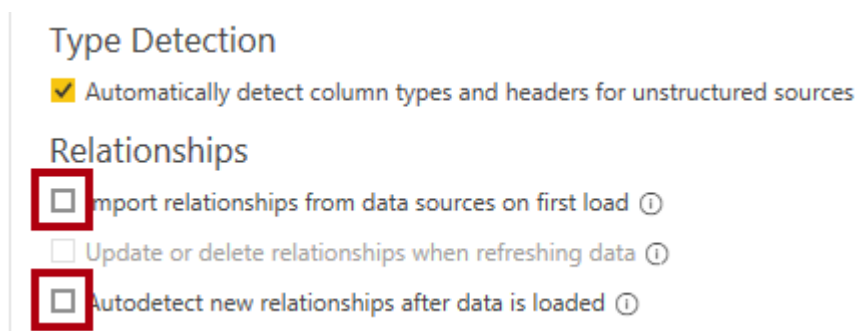 Type Detection
Automatically detect column types and headers for unstructured sources
Relationships
Import relationships from data sources on first load
Update or delete relationships when refreshing data
Autodetect new relationships after data is loaded